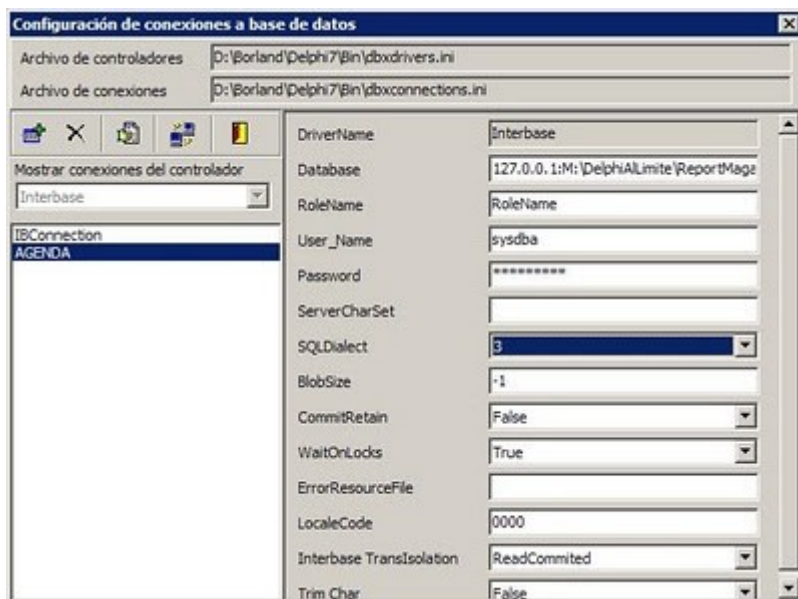 Configuración de conexiones a base de datos
Archivo de controladores D:\Borland\Delphi7\Bin\dbxdrivers.ini
Archivo de conexiones D:\Borland\Delphi7\Bin\dbxconnections.ini
Mostrar conexiones del controlador
Interbase
IBConnection
AGENDA
DriverName Interbase
Database 127.0.0.1:M:\DelphiAlLimite\ReportMaga
RoleName RoleName
User_Name sysdba
Password *********
ServerCharSet
SQLDialect 3
BlobSize -1
CommitRetain False
WaitOnLocks True
ErrorResourceFile
LocaleCode 0000
Interbase TransIsolation ReadCommited
Trim Char False